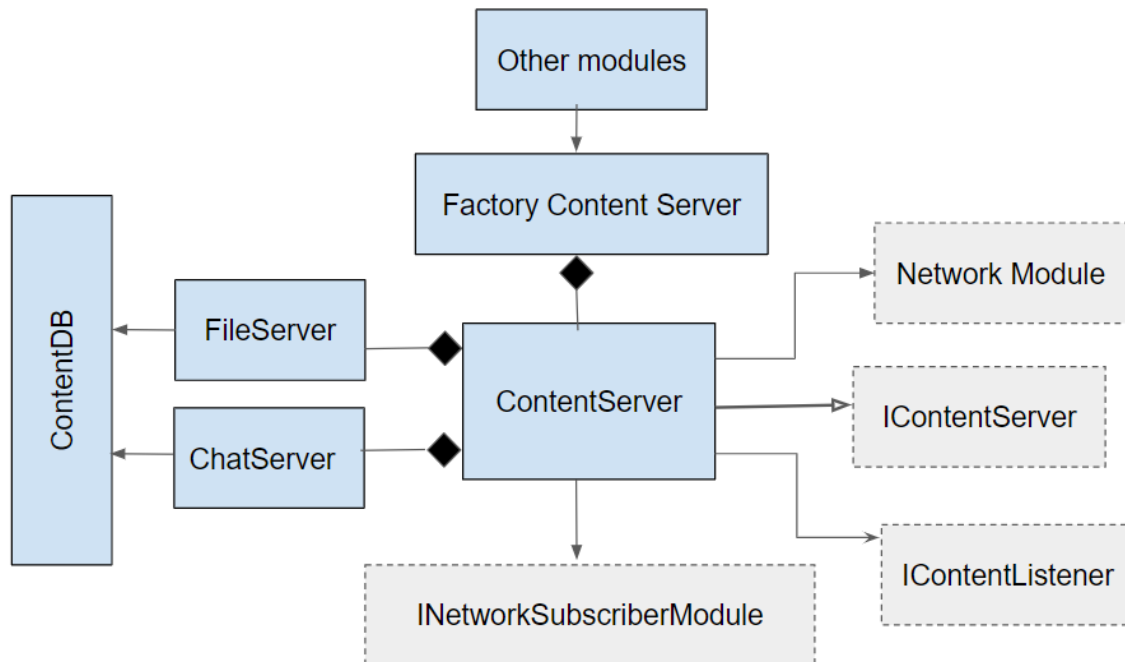 Other modules
Factory Content Server
Network Module
FileServer
ContentDB
ContentServer
IContentServer
ChatServer
IContentListener
INetworkSubscriberModule